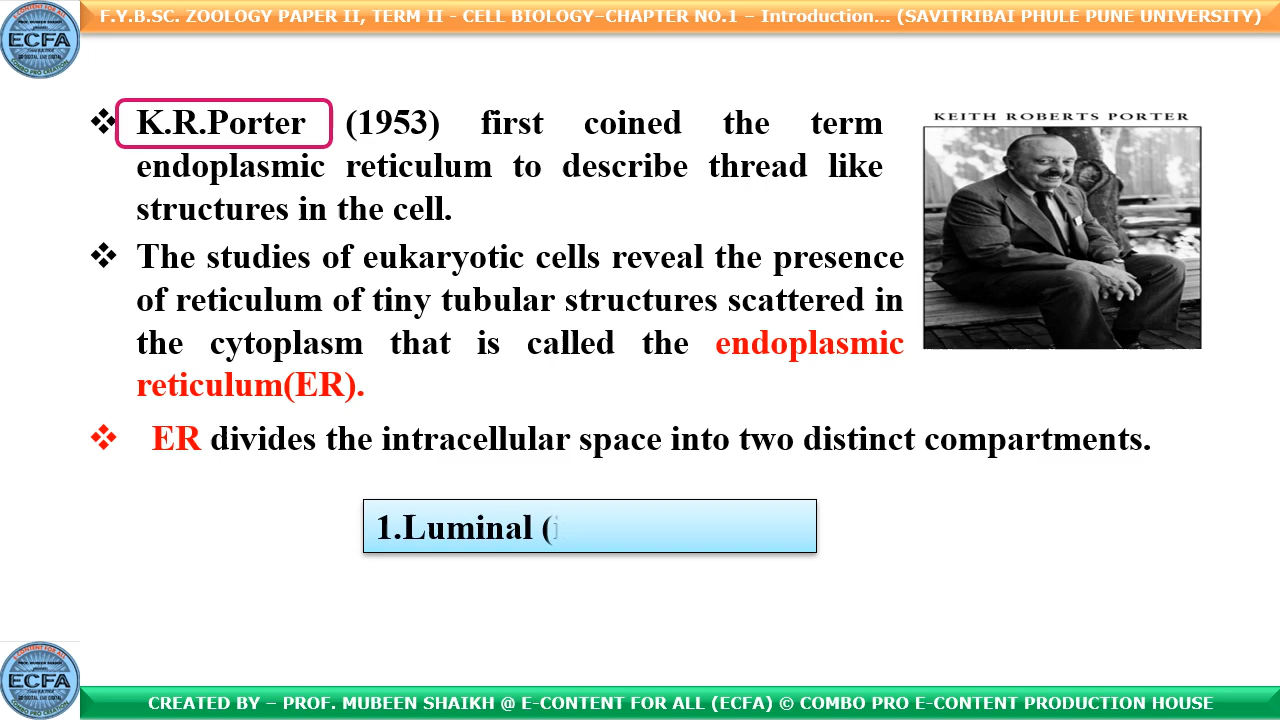 F.Y.B.SC. ZOOLOGY PAPER II, TERM II - CELL BIOLOGY–CHAPTER NO.1 – Introduction... (SAVITRIBAI PHULE PUNE UNIVERSITY)
ECFA
K.R.Porter (1953) first coined the term
endoplasmic reticulum to describe thread like
structures in the cell.
KEITH ROBERTS PORTER
The studies of eukaryotic cells reveal the presence
of reticulum of tiny tubular structures scattered in
the cytoplasm that is called the endoplasmic
reticulum(ER).
ER divides the intracellular space into two distinct compartments.
1.Luminal (
ECFA
CREATED BY – PROF. MUBEEN SHAIKH @ E-CONTENT FOR ALL (ECFA) © COMBO PRO E-CONTENT PRODUCTION HOUSE